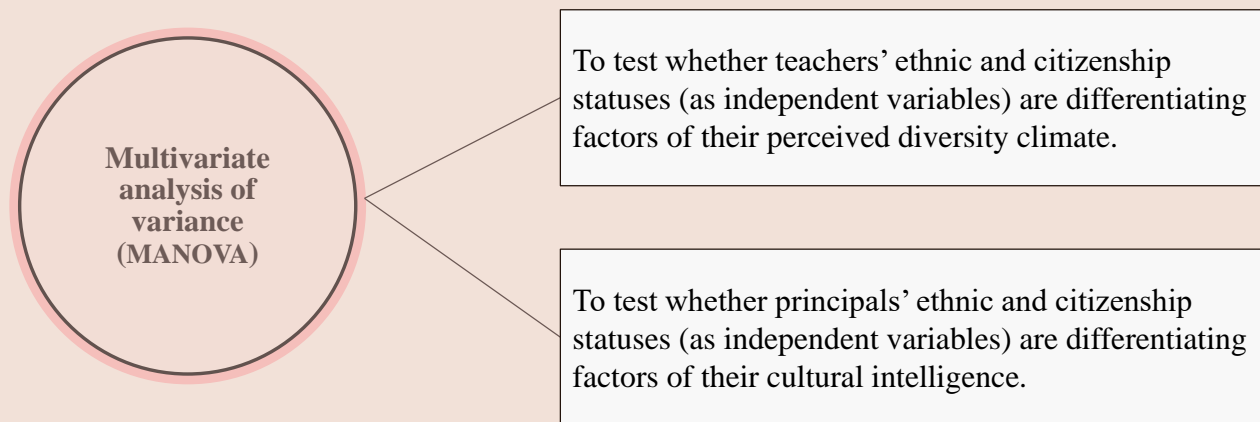 Multivariate
analysis of
variance
(MANOVA)
To test whether teachers’ ethnic and citizenship
statuses (as independent variables) are differentiating
factors of their perceived diversity climate.
To test whether principals’ ethnic and citizenship
statuses (as independent variables) are differentiating
factors of their cultural intelligence.